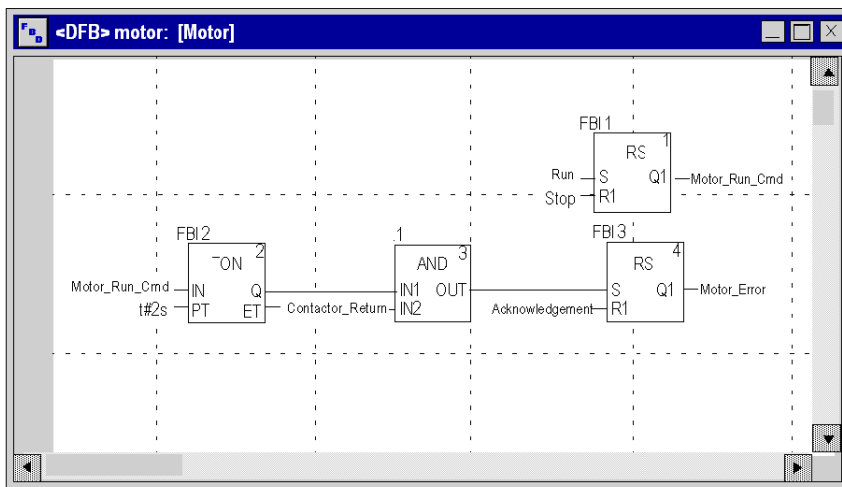 FBD <DFB> motor: [Motor]
FBI 1
1
RS
Run S Q1 Motor_Run_Cmd
Stop R1
FBI 2
2
TON
Motor_Run_Cmd IN Q
t#2s PT ET
.1
3
AND
IN1 OUT
Contactor_Return IN2
FBI 3
4
RS
S Q1 Motor_Error
Acknowledgement R1